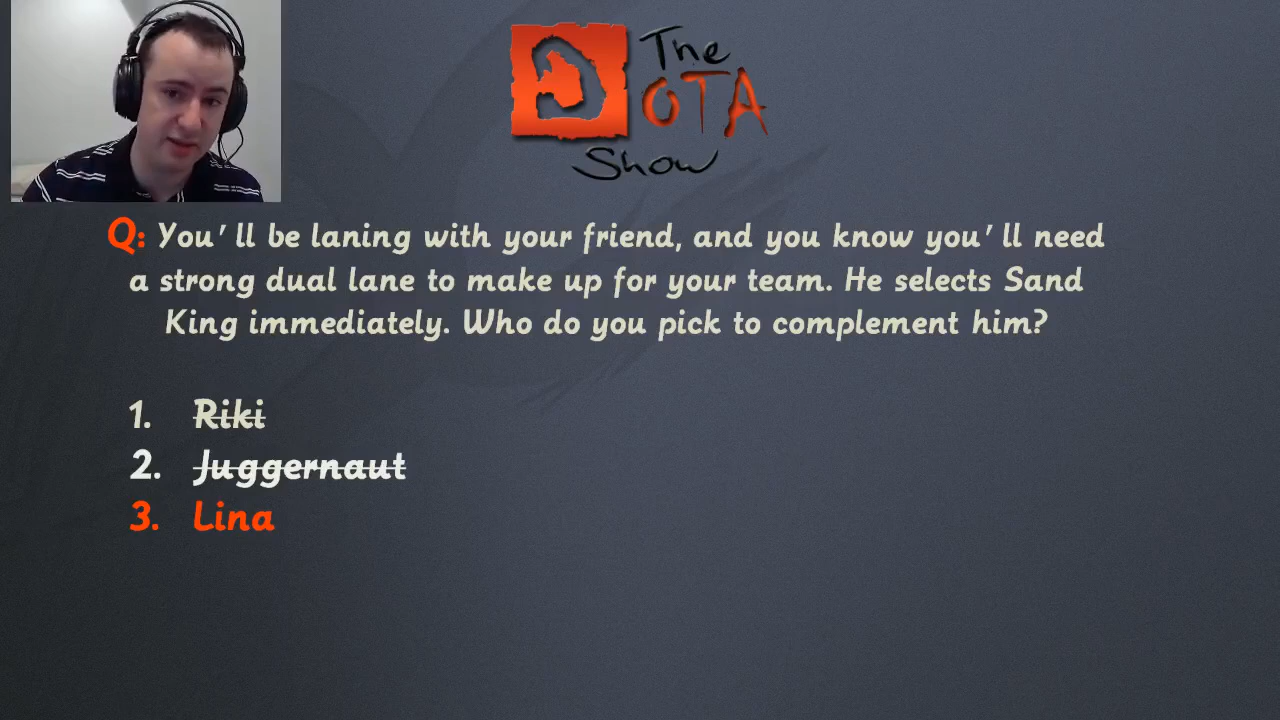 The
DOTA
Show
Q: You'll be laning with your friend, and you know you'll need
a strong dual lane to make up for your team. He selects Sand
King immediately. Who do you pick to complement him?
1. Riki
2. Juggernaut
3. Lina